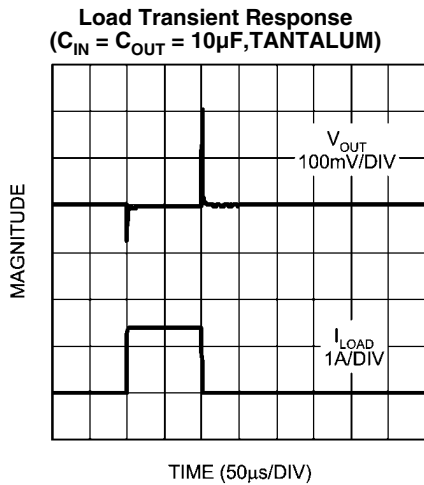 Load Transient Response
(C_IN = C_OUT = 10µF,TANTALUM)
V_OUT
100mV/DIV
MAGNITUDE
I_LOAD
1A/DIV
TIME (50µs/DIV)